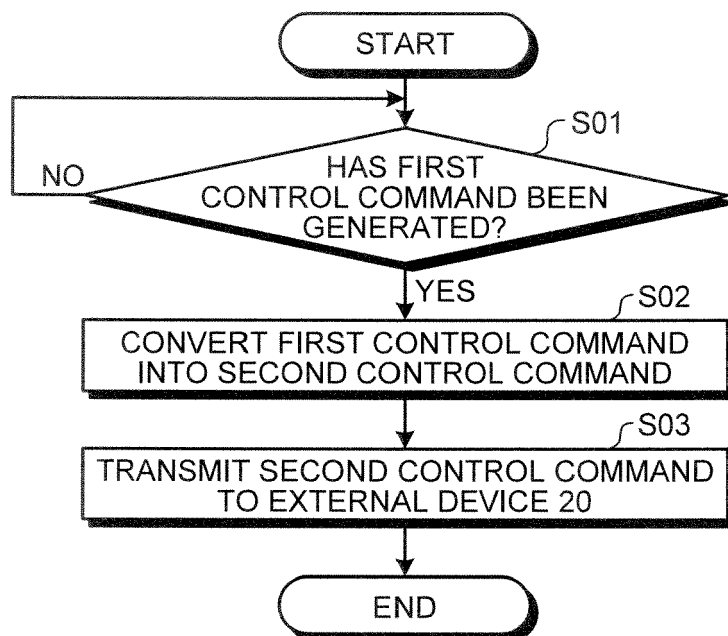 START
S01
HAS FIRST
CONTROL COMMAND BEEN
GENERATED?
NO
YES
S02
CONVERT FIRST CONTROL COMMAND
INTO SECOND CONTROL COMMAND
S03
TRANSMIT SECOND CONTROL COMMAND
TO EXTERNAL DEVICE 20
END